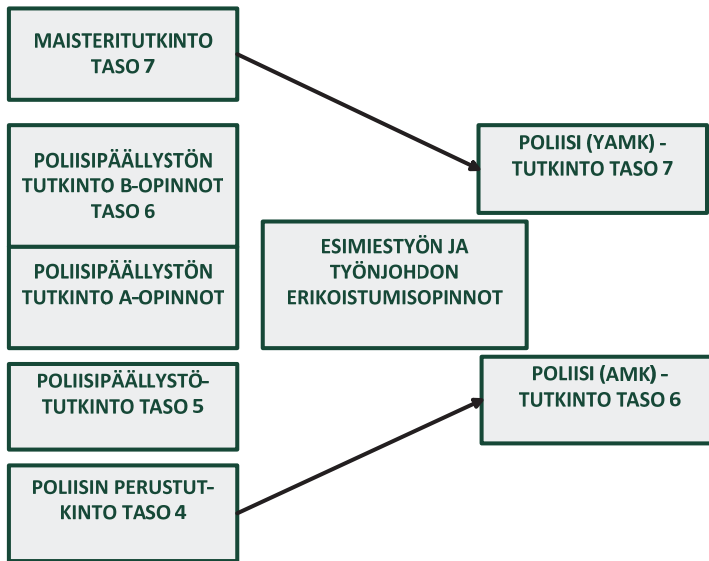 MAISTERITUTKINTO
TASO 7
POLIISIPÄÄLLYSTÖN
TUTKINTO B-OPINNOT
TASO 6
POLIISIPÄÄLLYSTÖN
TUTKINTO A-OPINNOT
POLIISIPÄÄLLYSTÖ-
TUTKINTO TASO 5
POLIISIN PERUSTUT-
KINTO TASO 4
ESIMIESTYÖN JA
TYÖNJOHDON
ERIKOISTUMISOPINNOT
POLIISI (YAMK) -
TUTKINTO TASO 7
POLIISI (AMK) -
TUTKINTO TASO 6